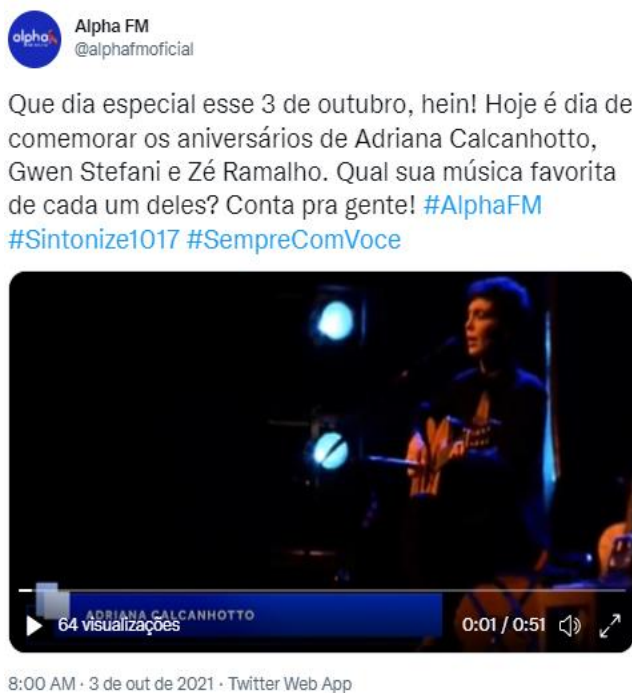 alpha
Alpha FM
@alphafmoficial
Que dia especial esse 3 de outubro, hein! Hoje é dia de
comemorar os aniversários de Adriana Calcanhotto,
Gwen Stefani e Zé Ramalho. Qual sua música favorita
de cada um deles? Conta pra gente! #AlphaFM
#Sintonize1017 #SempreComVoce
ADRIANA CALCANHOTTO
64 visualizações
0:01 / 0:51
8:00 AM · 3 de out de 2021 · Twitter Web App